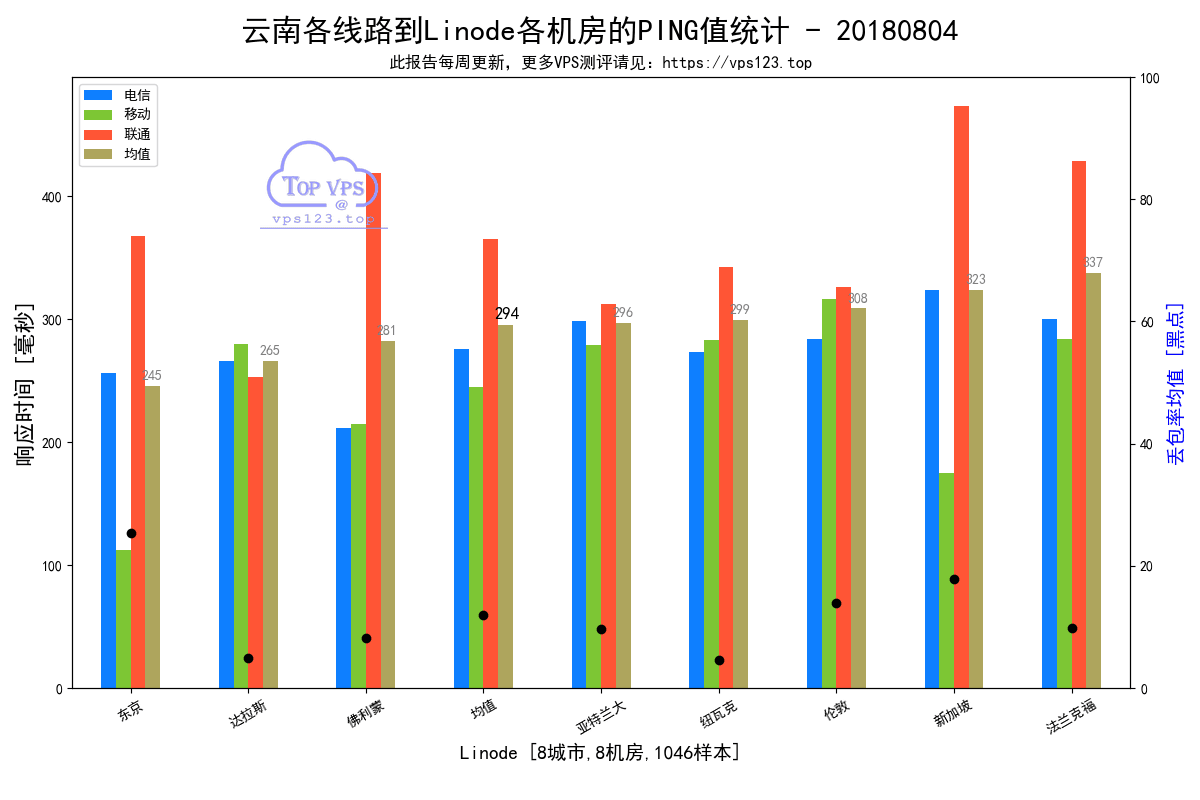 云南各线路到Linode各机房的PING值统计 - 20180804
此报告每周更新，更多VPS测评请见：https://vps123.top
电信
移动
联通
均值
TOP VPS
@
vps123.top
响应时间 [毫秒]
400
300
200
100
0
100
80
60
40
20
0
丢包率均值 [黑点]
245
265
281
294
296
299
308
323
337
东京
达拉斯
佛利蒙
均值
亚特兰大
纽瓦克
伦敦
新加坡
法兰克福
Linode [8城市,8机房,1046样本]